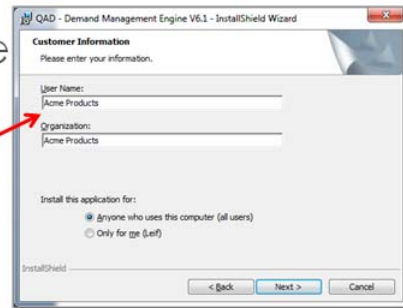 e
QAD - Demand Management Engine V6.1 - InstallShield Wizard
Customer Information
Please enter your information.
User Name:
Acme Products
Organization:
Acme Products
Install this application for:
Anyone who uses this computer (all users)
Only for me (Leif)
InstallShield
< Back
Next >
Cancel